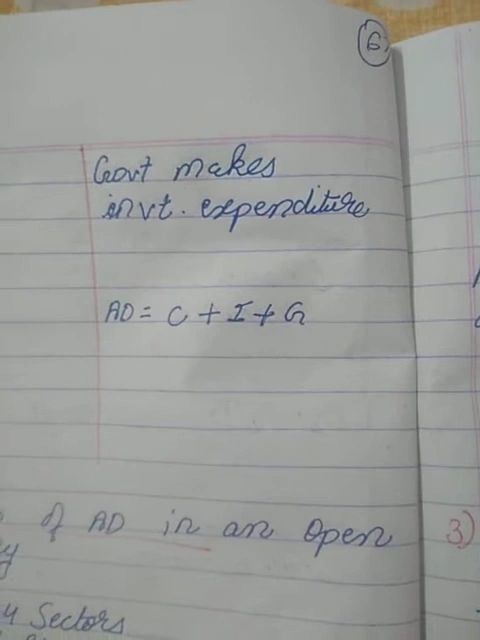 6
Govt makes
invt. expenditure
AD = C + I + G
of AD in an Open
3)
4 Sectors